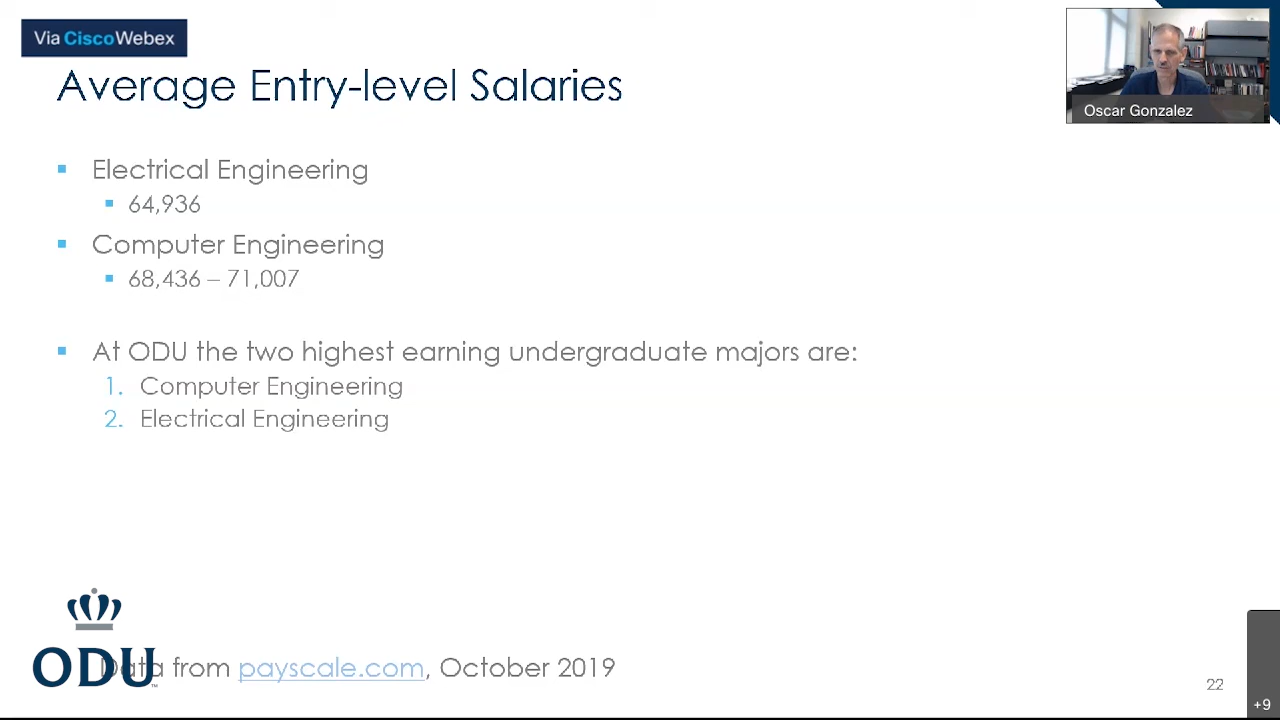 Via CiscoWebex
Average Entry-level Salaries
Oscar Gonzalez
Electrical Engineering
64,936
Computer Engineering
68,436 – 71,007
At ODU the two highest earning undergraduate majors are:
1. Computer Engineering
2. Electrical Engineering
ODU
Data from payscale.com, October 2019
22
+9